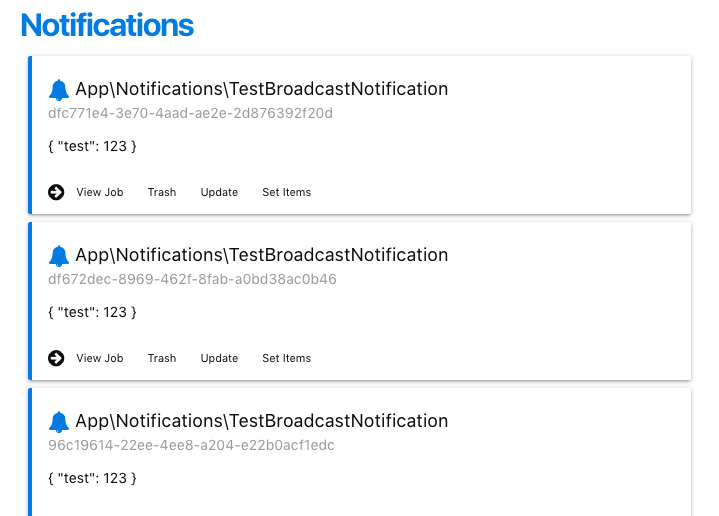 Notifications
App\Notifications\TestBroadcastNotification
dfc771e4-3e70-4aad-ae2e-2d876392f20d
{ "test": 123 }
View Job Trash Update Set Items
App\Notifications\TestBroadcastNotification
df672dec-8969-462f-8fab-a0bd38ac0b46
{ "test": 123 }
View Job Trash Update Set Items
App\Notifications\TestBroadcastNotification
96c19614-22ee-4ee8-a204-e22b0acf1edc
{ "test": 123 }